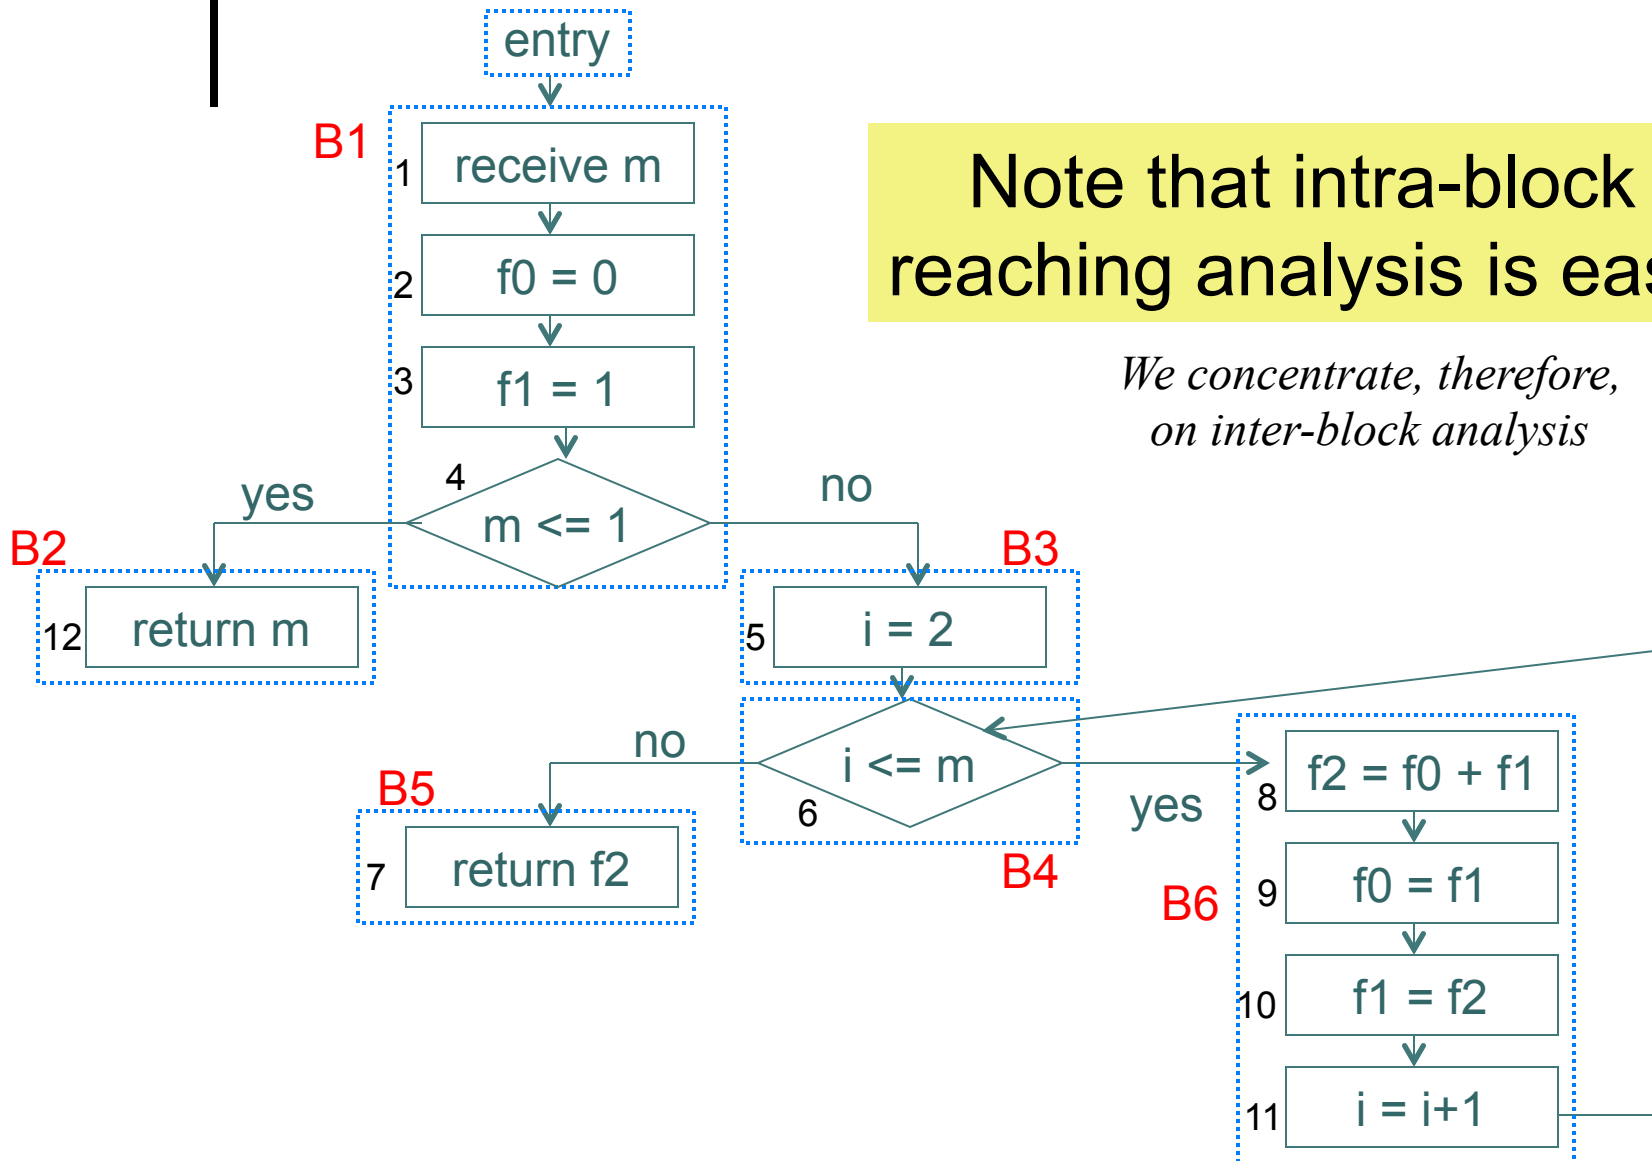 entry
B1
1
receive m
2
f0 = 0
3
f1 = 1
4
m <= 1
yes
no
Note that intra-block
reaching analysis is eas
We concentrate, therefore,
on inter-block analysis
B2
12
return m
B3
5
i = 2
i <= m
6
no
yes
B4
B5
7
return f2
B6
8
f2 = f0 + f1
9
f0 = f1
10
f1 = f2
11
i = i+1